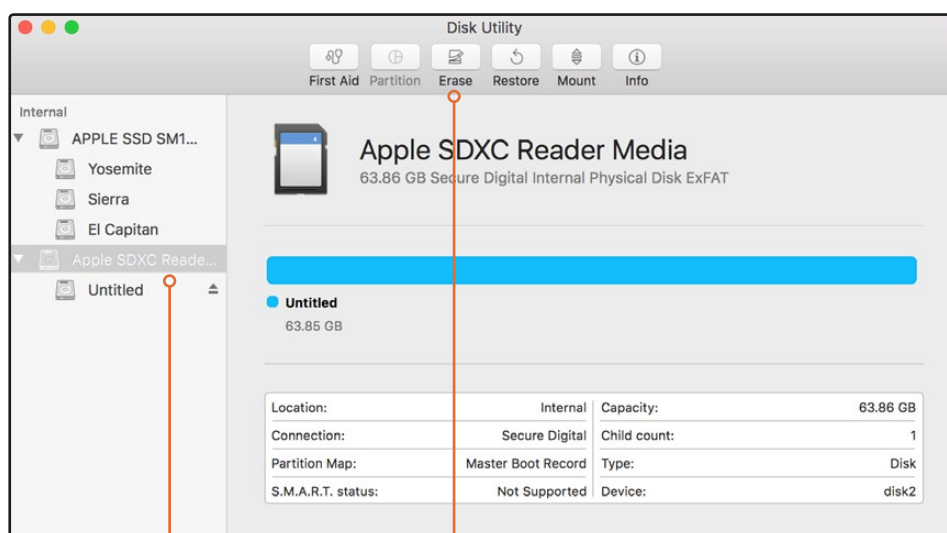 Disk Utility
First Aid Partition Erase Restore Mount Info
Internal
APPLE SSD SM1...
Yosemite
Sierra
El Capitan
Apple SDXC Reade...
Untitled
Apple SDXC Reader Media
63.86 GB Secure Digital Internal Physical Disk ExFAT
Untitled
63.85 GB
Location: Internal Capacity: 63.86 GB
Connection: Secure Digital Child count: 1
Partition Map: Master Boot Record Type: Disk
S.M.A.R.T. status: Not Supported Device: disk2